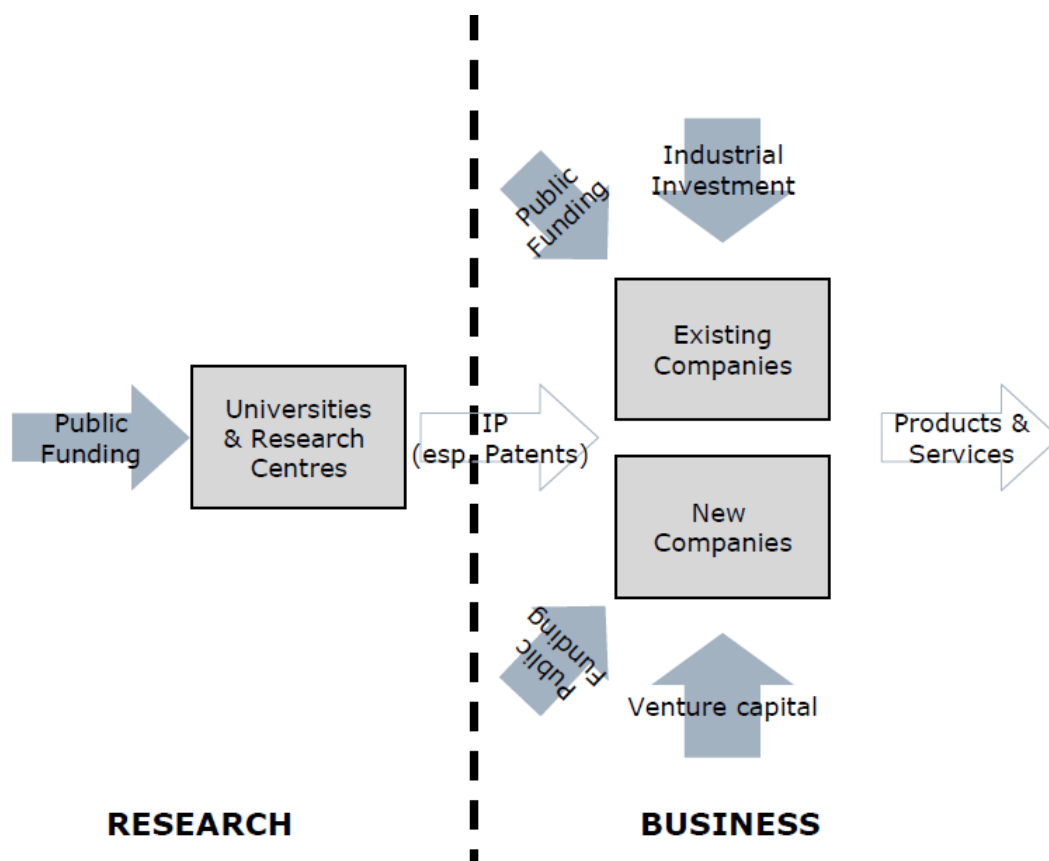 Public
Funding
Industrial
Investment
Existing
Companies
Public
Funding
Universities
& Research
Centres
IP
(esp. Patents)
Products &
Services
New
Companies
Public
Funding
Venture capital
RESEARCH
BUSINESS